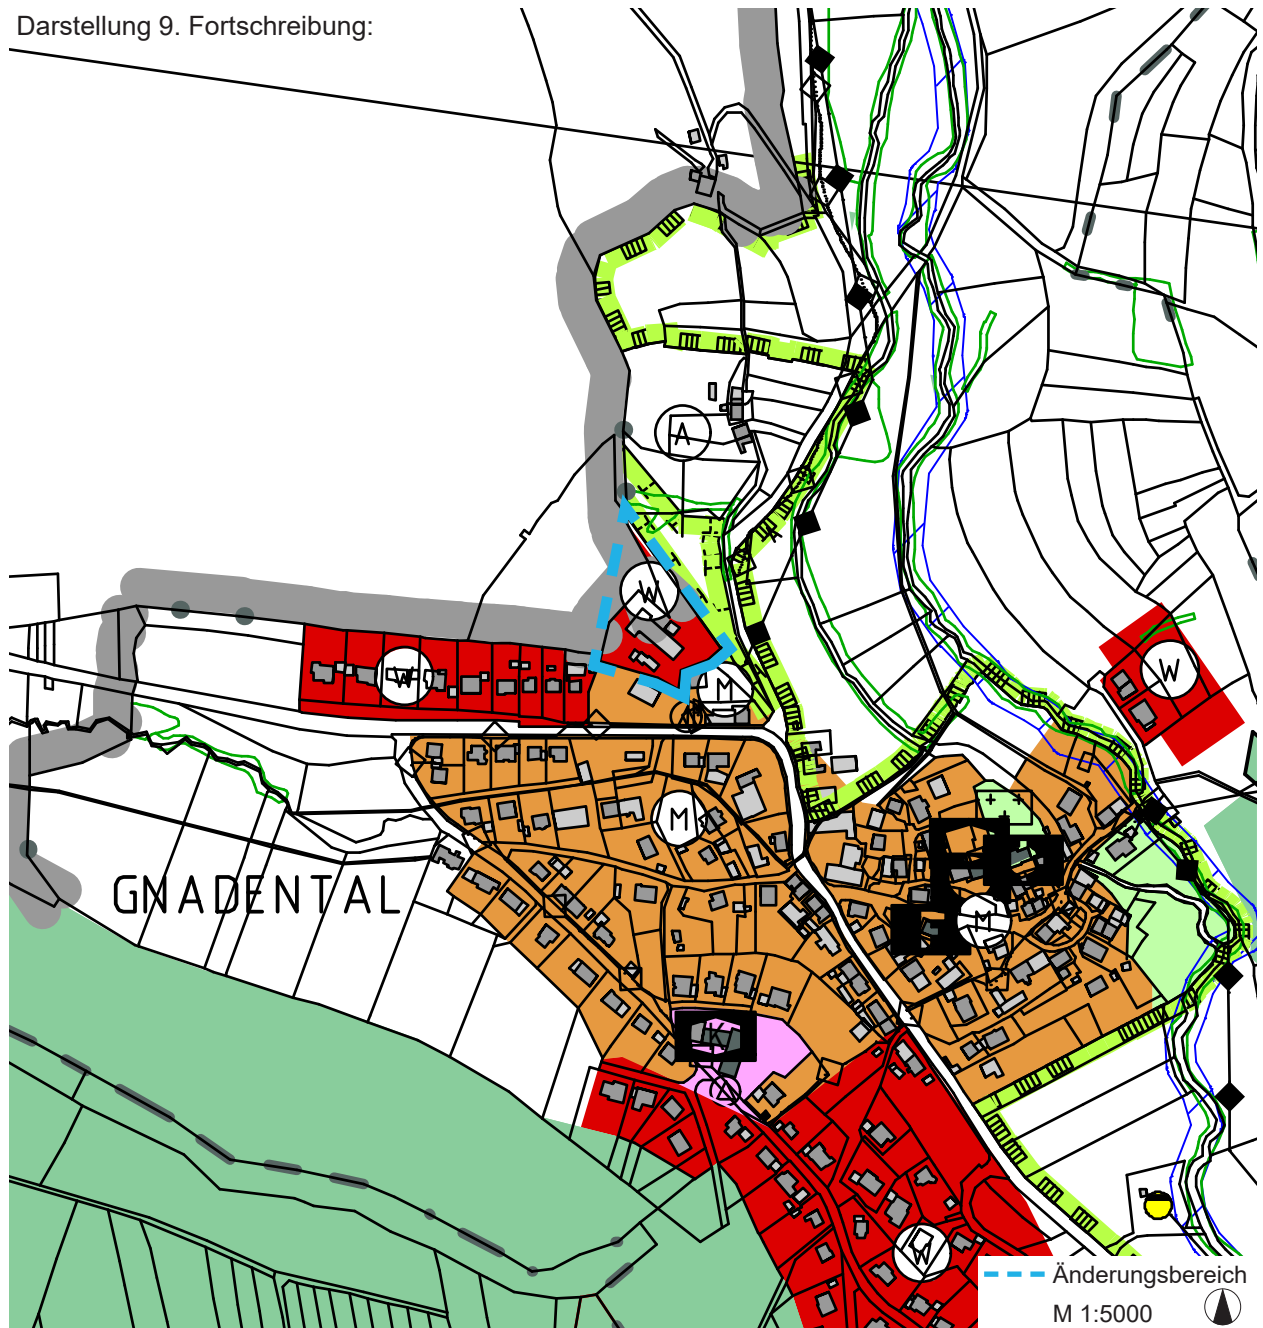 Darstellung 9. Fortschreibung:
A
W
W
W
M
M
GNADENTAL
M
K
W
Änderungsbereich
M 1:5000